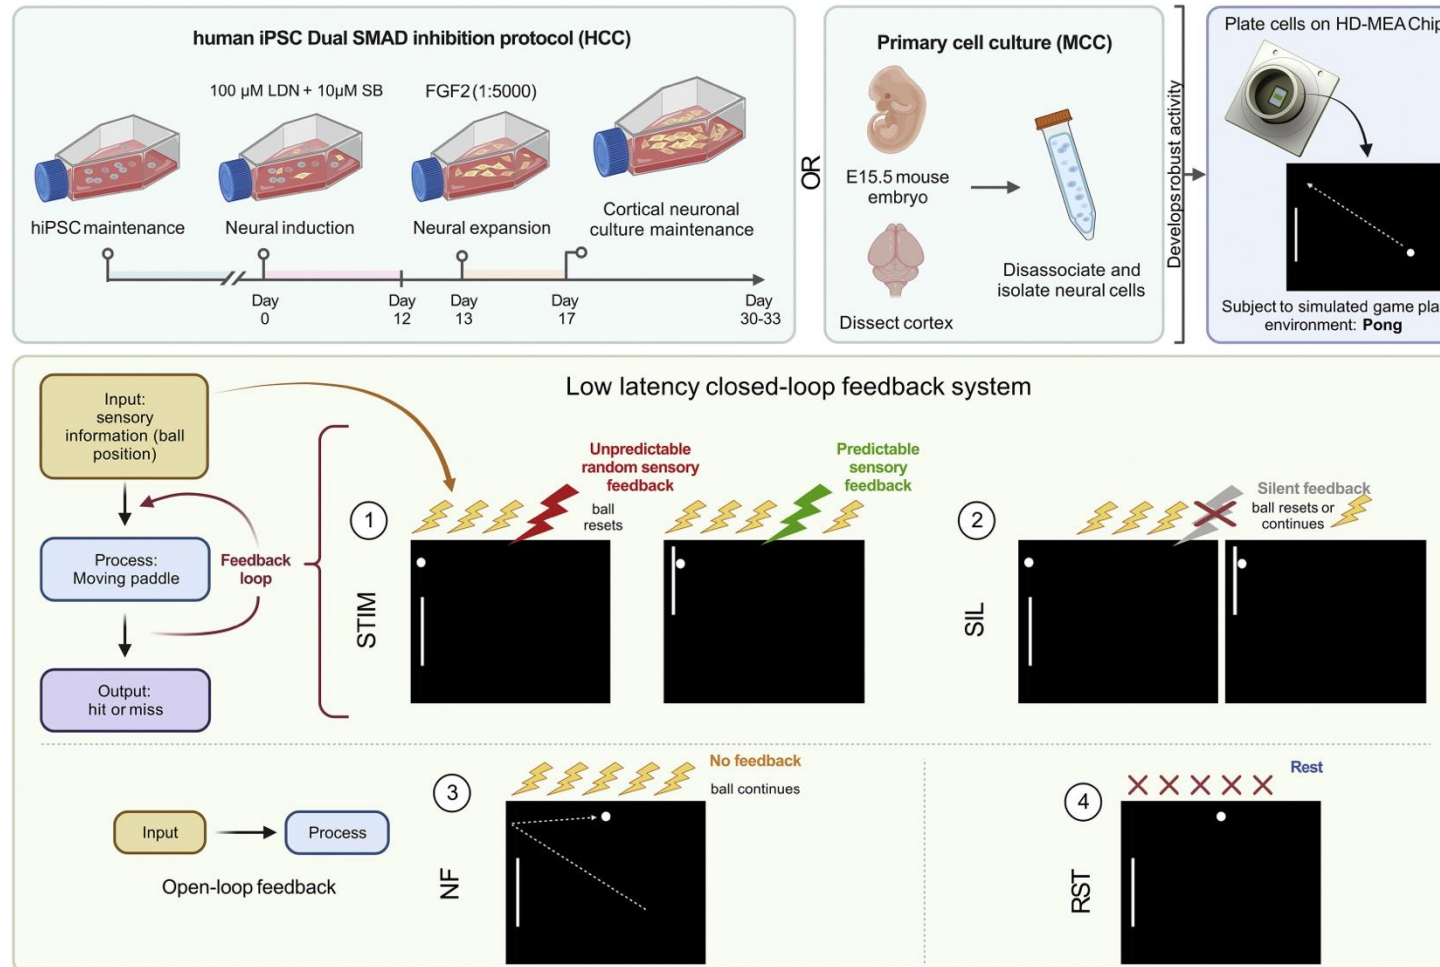 human iPSC Dual SMAD inhibition protocol (HCC)
100 µM LDN + 10µM SB
FGF2 (1:5000)
hiPSC maintenance
Neural induction
Neural expansion
Cortical neuronal
culture maintenance
Day
0
Day
12
Day
13
Day
17
Day
30-33
OR
Primary cell culture (MCC)
E15.5 mouse
embryo
Dissect cortex
Disassociate and
isolate neural cells
Develops robust activity
Plate cells on HD-MEA Chip
Subject to simulated game pla
environment: Pong
Low latency closed-loop feedback system
Input:
sensory
information (ball
position)
Process:
Moving paddle
Output:
hit or miss
Feedback
loop
1
STIM
Unpredictable
random sensory
feedback
ball
resets
Predictable
sensory
feedback
2
SIL
Silent feedback
ball resets or
continues
Input
Process
Open-loop feedback
3
NF
No feedback
ball continues
4
RST
Rest